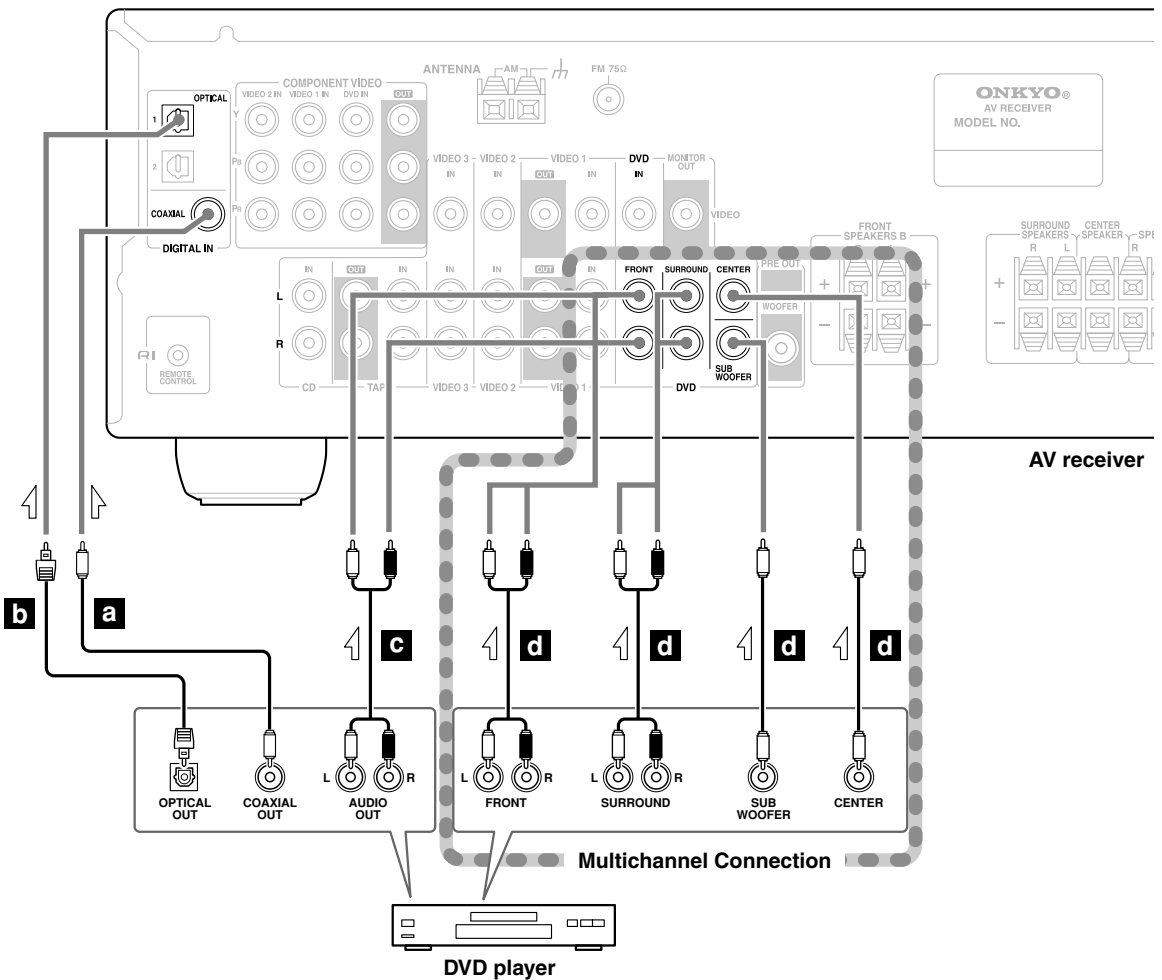 ANTENNA AM FM 75Ω
COMPONENT VIDEO
VIDEO 2 IN VIDEO 1 IN DVD IN OUT
OPTICAL
1
2
Y
PB
PR
COAXIAL
DIGITAL IN
ONKYO®
AV RECEIVER
MODEL NO.
VIDEO 3 VIDEO 2 VIDEO 1 DVD MONITOR OUT
IN IN OUT IN IN
VIDEO
FRONT SPEAKERS B
SURROUND SPEAKERS CENTER SPEAKER
R L R
+ + +
- - -
IN OUT IN IN OUT IN FRONT SURROUND CENTER PRE OUT
L
R
WOOFER
SUB WOOFER
CD TAPE VIDEO 3 VIDEO 2 VIDEO 1 DVD
RI
REMOTE CONTROL
AV receiver
b a c d d d d
L R L R L R
OPTICAL OUT
COAXIAL OUT
AUDIO OUT
FRONT
SURROUND
SUB WOOFER
CENTER
Multichannel Connection
DVD player